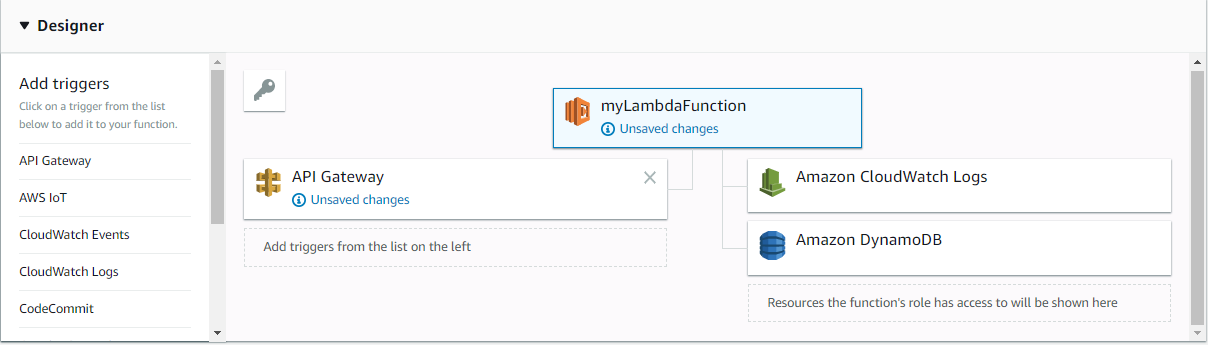 Designer
Add triggers
Click on a trigger from the list
below to add it to your function.
API Gateway
AWS IoT
CloudWatch Events
CloudWatch Logs
CodeCommit
myLambdaFunction
Unsaved changes
API Gateway
Unsaved changes
Add triggers from the list on the left
Amazon CloudWatch Logs
Amazon DynamoDB
Resources the function's role has access to will be shown here